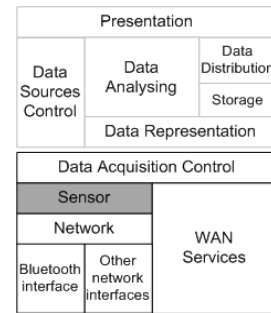 Presentation
Data
Sources
Control
Data
Analysing
Data
Distribution
Storage
Data Representation
Data Acquisition Control
Sensor
Network
Bluetooth
interface
Other
network
interfaces
WAN
Services